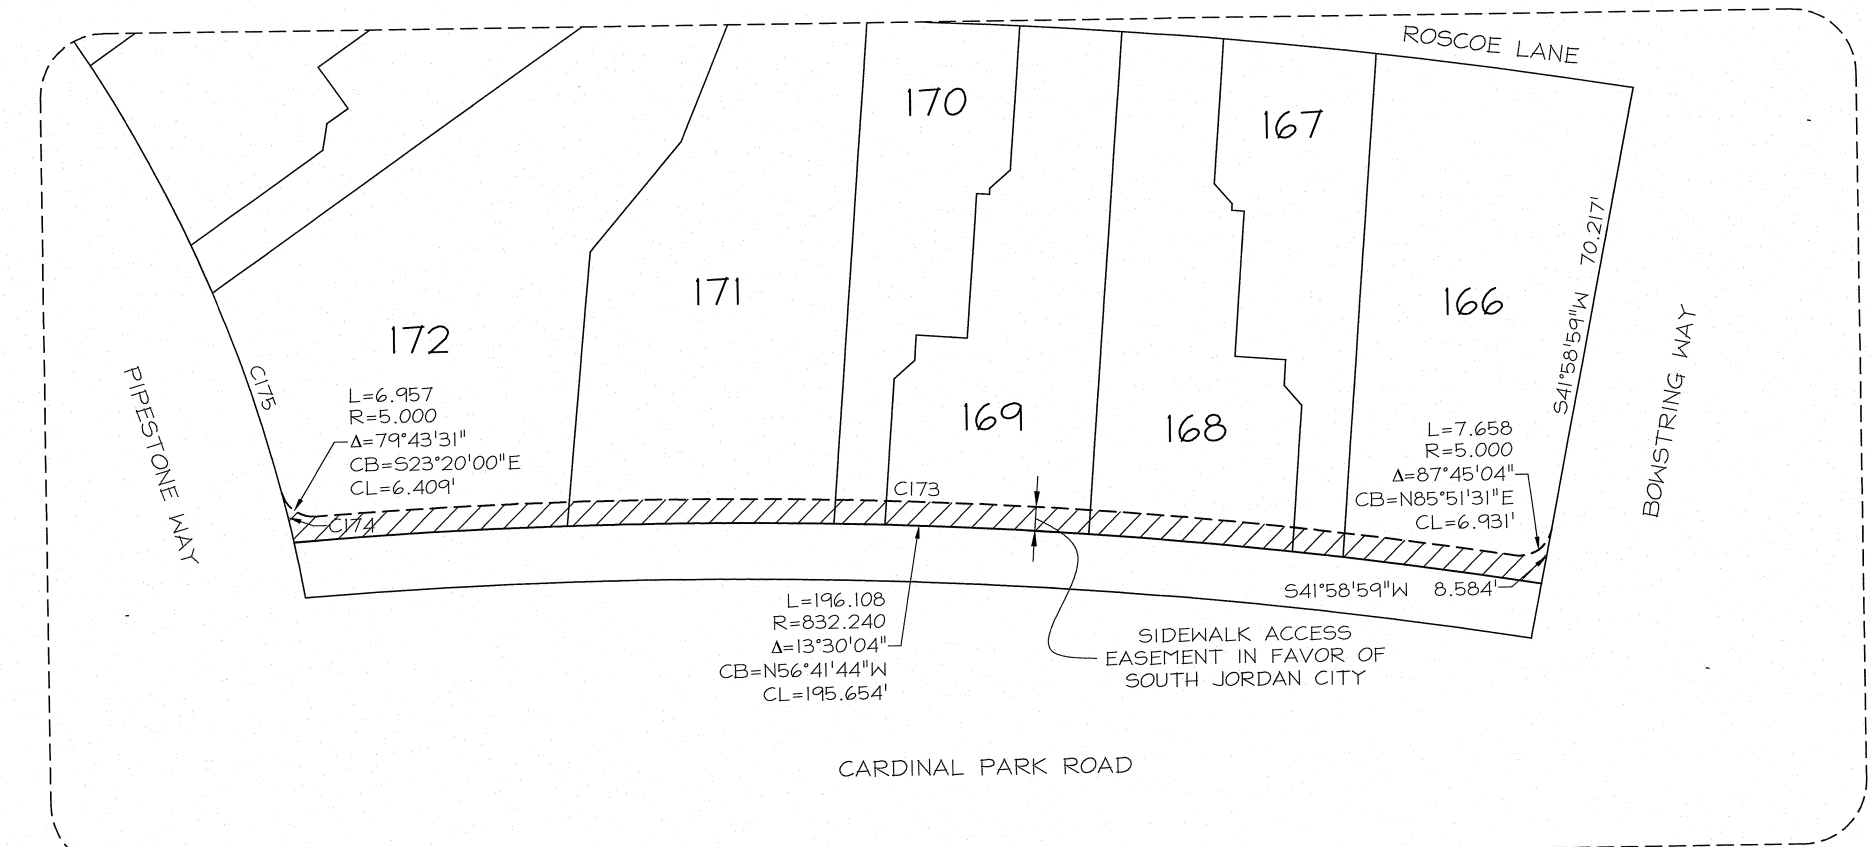 ROSCOE LANE
170
167
171
166
172
169
168
S41°58'59"W 70.217'
C175
PIPESTONE WAY
BOWSTRING WAY
L=6.957
R=5.000
Δ=79°43'31"
CB=S23°20'00"E
CL=6.409'
C174
C173
L=7.658
R=5.000
Δ=87°45'04"
CB=N85°51'31"E
CL=6.931'
S41°58'59"W 8.584'
L=196.108
R=832.240
Δ=13°30'04"
CB=N56°41'44"W
CL=195.654'
SIDEWALK ACCESS
EASEMENT IN FAVOR OF
SOUTH JORDAN CITY
CARDINAL PARK ROAD